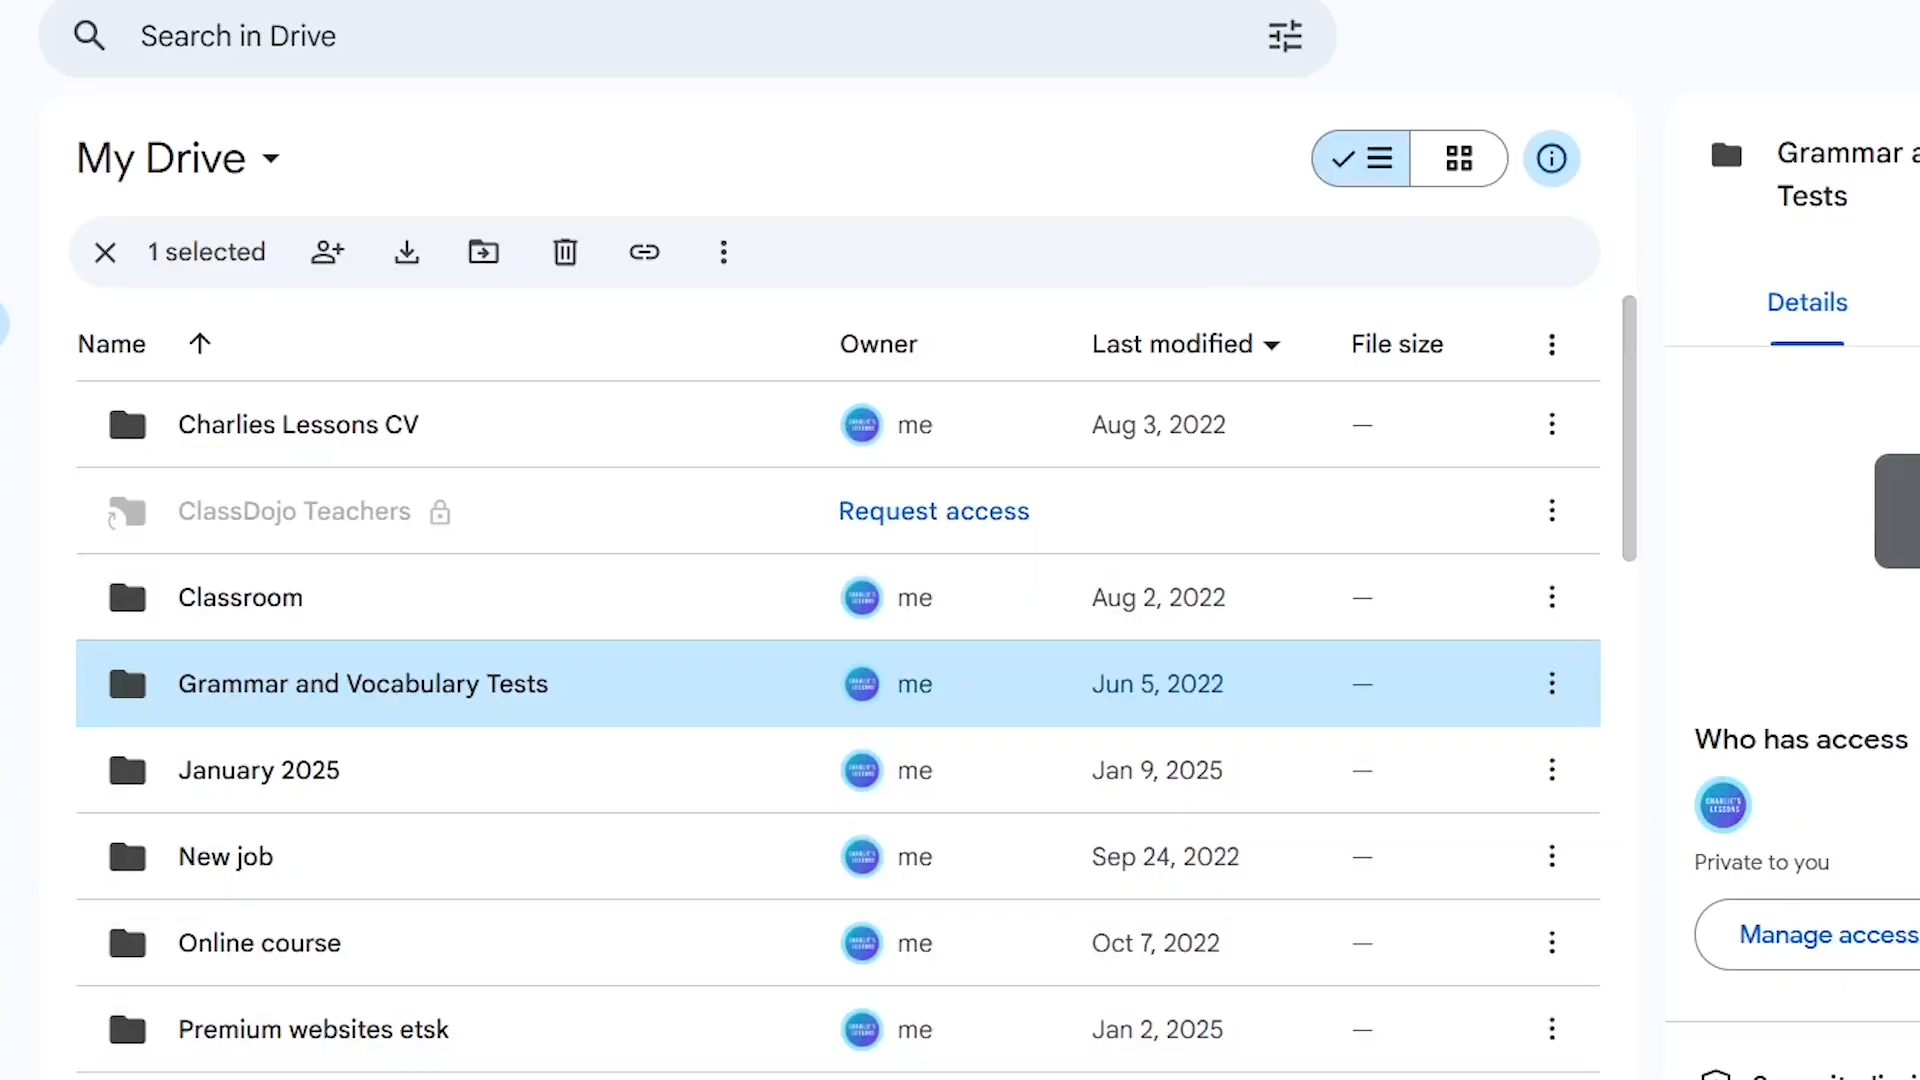 Search in Drive
My Drive
1 selected
Name Owner Last modified File size
Charlies Lessons CV me Aug 3, 2022 —
ClassDojo Teachers Request access
Classroom me Aug 2, 2022 —
Grammar and Vocabulary Tests me Jun 5, 2022 —
January 2025 me Jan 9, 2025 —
New job me Sep 24, 2022 —
Online course me Oct 7, 2022 —
Premium websites etsk me Jan 2, 2025 —
Grammar a
Tests
Details
Who has access
CHARLIE'S
LESSONS
Private to you
Manage access